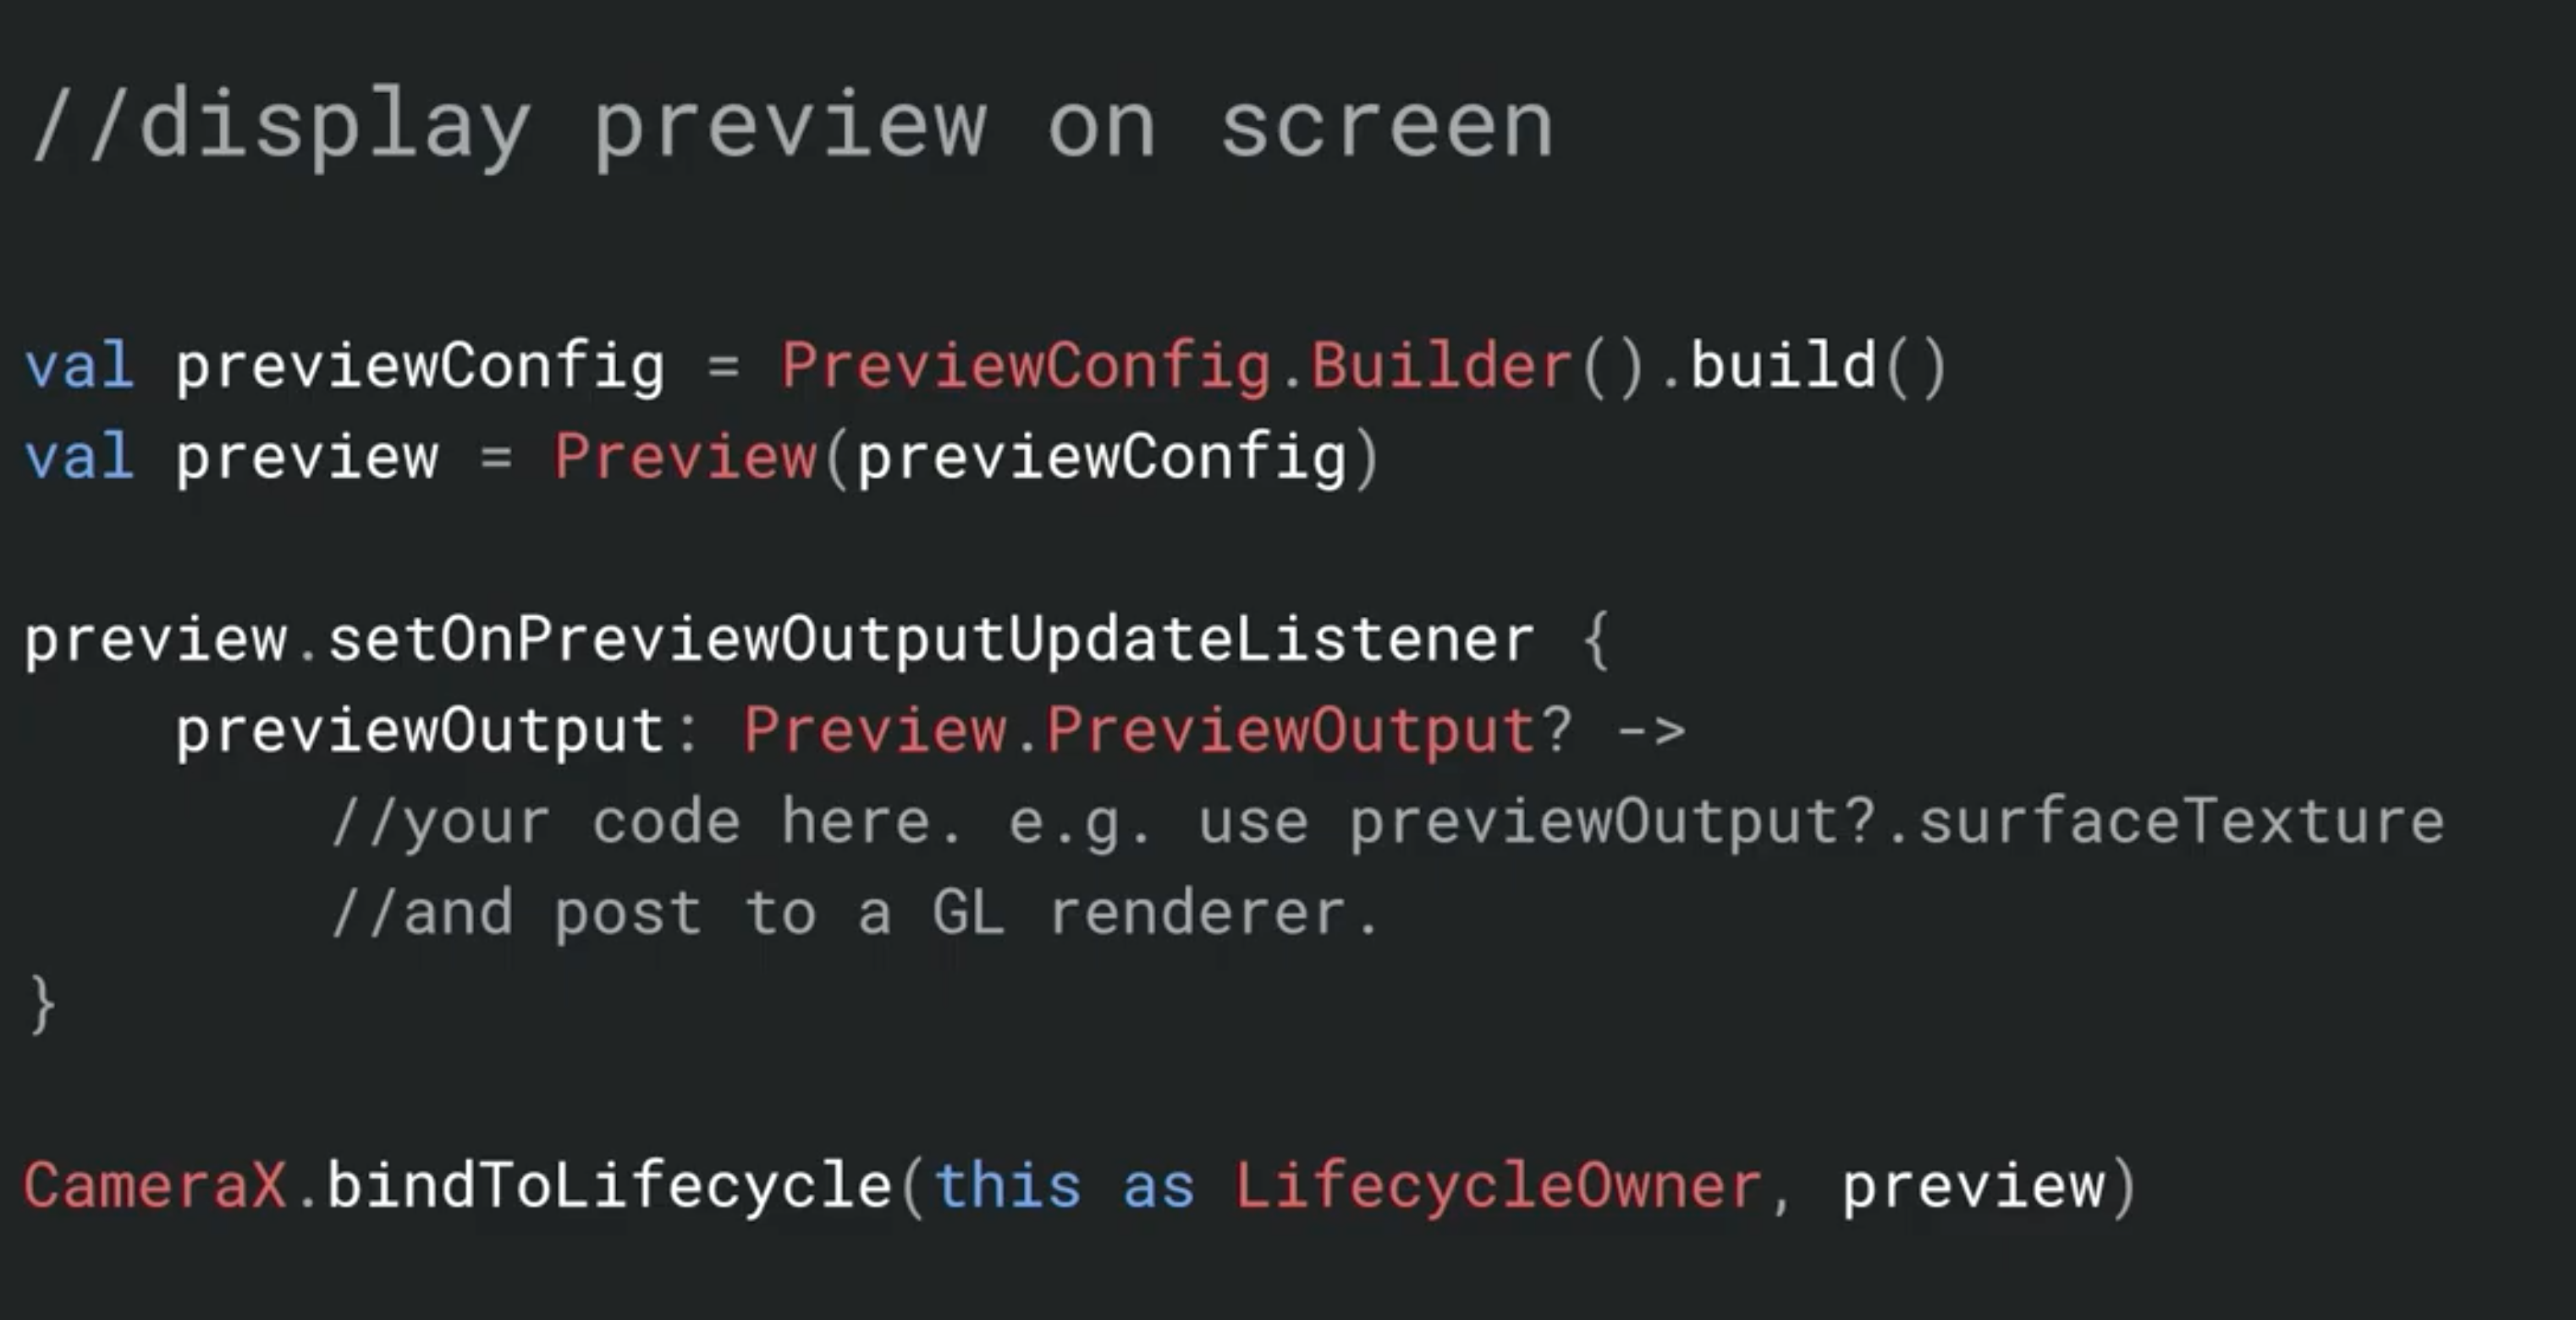 //display preview on screen
val previewConfig = PreviewConfig.Builder().build()
val preview = Preview(previewConfig)
preview.setOnPreviewOutputUpdateListener {
    previewOutput: Preview.PreviewOutput? ->
        //your code here. e.g. use previewOutput?.surfaceTexture
        //and post to a GL renderer.
}
CameraX.bindToLifecycle(this as LifecycleOwner, preview)